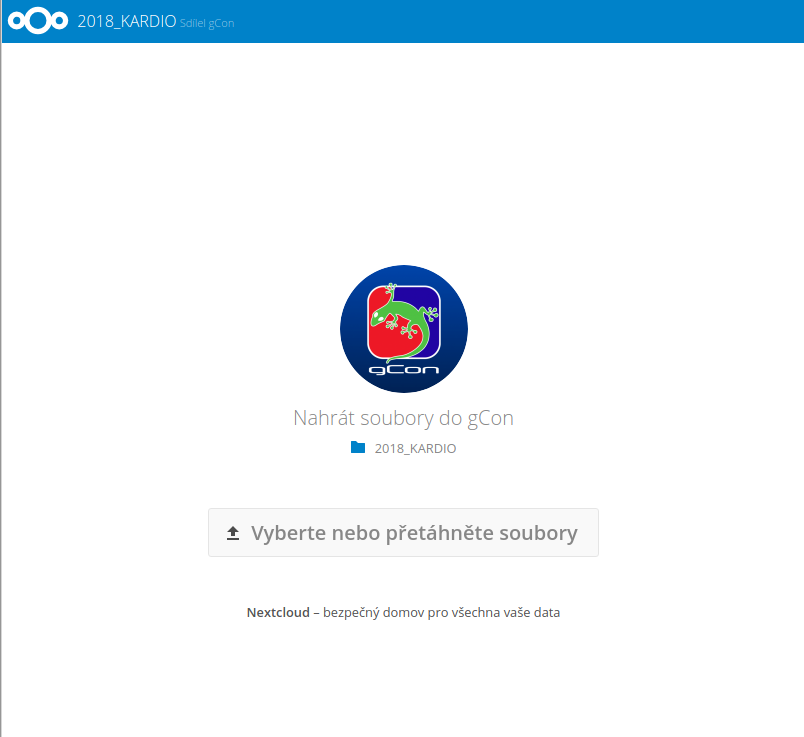 2018_KARDIO Sdílel gCon
gCon
Nahrát soubory do gCon
2018_KARDIO
Vyberte nebo přetáhněte soubory
Nextcloud – bezpečný domov pro všechna vaše data